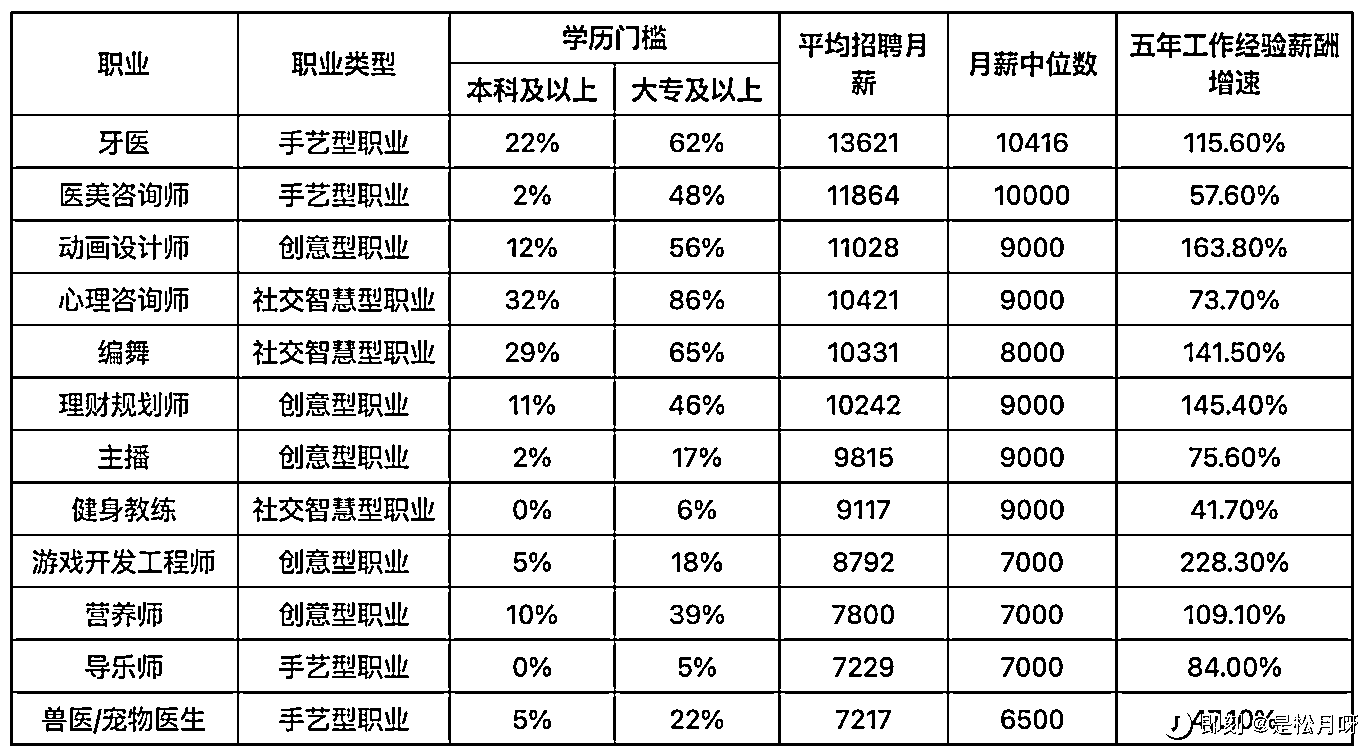 职业 职业类型 学历门槛 平均招聘月薪 月薪中位数 五年工作经验薪酬增速
本科及以上 大专及以上
牙医 手艺型职业 22% 62% 13621 10416 115.60%
医美咨询师 手艺型职业 2% 48% 11864 10000 57.60%
动画设计师 创意型职业 12% 56% 11028 9000 163.80%
心理咨询师 社交智慧型职业 32% 86% 10421 9000 73.70%
编舞 社交智慧型职业 29% 65% 10331 8000 141.50%
理财规划师 创意型职业 11% 46% 10242 9000 145.40%
主播 创意型职业 2% 17% 9815 9000 75.60%
健身教练 社交智慧型职业 0% 6% 9117 9000 41.70%
游戏开发工程师 创意型职业 5% 18% 8792 7000 228.30%
营养师 创意型职业 10% 39% 7800 7000 109.10%
导乐师 手艺型职业 0% 5% 7229 7000 84.00%
兽医/宠物医生 手艺型职业 5% 22% 7217 6500
即刻 @是松月呀